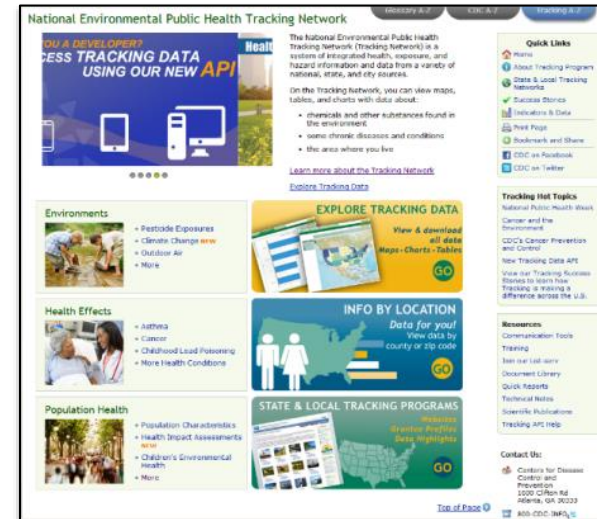 Glossary A-Z
CDC A-Z
Tracking A-Z
National Environmental Public Health Tracking Network
YOU A DEVELOPER?
CESS TRACKING DATA
USING OUR NEW API
Healt
The National Environmental Public Health
Tracking Network (Tracking Network) is a
system of integrated health, exposure, and
hazard information and data from a variety of
national, state, and city sources.
On the Tracking Network, you can view maps,
tables, and charts with data about:
• chemicals and other substances found in
the environment
• some chronic diseases and conditions
• the area where you live
Learn more about the Tracking Network
Explore Tracking Data
Environments
• Pesticide Exposures
• Climate Change NEW
• Outdoor Air
• More
EXPLORE TRACKING DATA
View & download
all data
Maps - Charts - Tables
GO
Health Effects
• Asthma
• Cancer
• Childhood Lead Poisoning
• More Health Conditions
INFO BY LOCATION
Data for you!
View data by
county or zip code
GO
Population Health
• Population Characteristics
• Health Impact Assessments
NEW
• Children's Environmental
Health
• More
STATE & LOCAL TRACKING PROGRAMS
Websites
Grantee Profiles
Data Highlights
GO
Top of Page
Quick Links
Home
About Tracking Program
State & Local Tracking
Networks
Success Stories
Indicators & Data
Print Page
Bookmark and Share
CDC on Facebook
CDC on Twitter
Tracking Hot Topics
National Public Health Week
Cancer and the
Environment
CDC's Cancer Prevention
and Control
New Tracking Data API
View our Tracking Success
Stories to learn how
Tracking is making a
difference across the U.S.
Resources
Communication Tools
Training
Join our List-serv
Document Library
Quick Reports
Technical Notes
Scientific Publications
Tracking API Help
Contact Us:
Centers for Disease
Control and
Prevention
1600 Clifton Rd
Atlanta, GA 30333
800-CDC-INFO